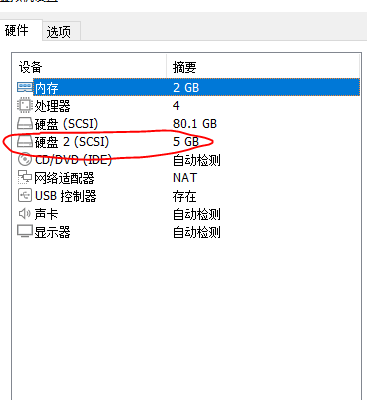 硬件 选项
设备 摘要
内存 2 GB
处理器 4
硬盘 (SCSI) 80.1 GB
硬盘 2 (SCSI) 5 GB
CD/DVD (IDE) 自动检测
网络适配器 NAT
USB 控制器 存在
声卡 自动检测
显示器 自动检测